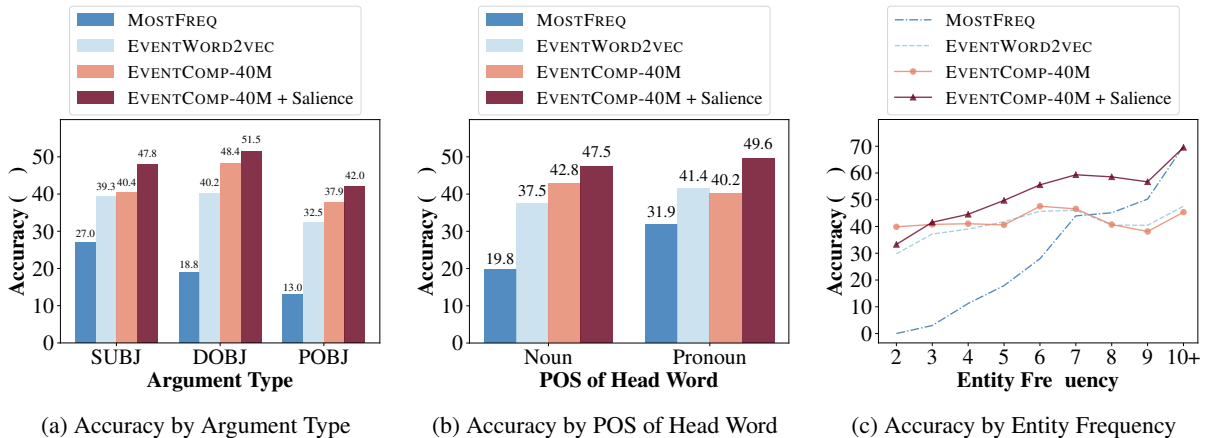 MOSTFREQ
EVENTWORD2VEC
EVENTCOMP-40M
EVENTCOMP-40M + Salience
Accuracy ( )
50
40
30
20
10
0
27.0
39.3
40.4
47.8
18.8
40.2
48.4
51.5
13.0
32.5
37.9
42.0
SUBJ DOBJ POBJ
Argument Type
(a) Accuracy by Argument Type
MOSTFREQ
EVENTWORD2VEC
EVENTCOMP-40M
EVENTCOMP-40M + Salience
Accuracy ( )
50
40
30
20
10
0
19.8
37.5
42.8
47.5
31.9
41.4
40.2
49.6
Noun Pronoun
POS of Head Word
(b) Accuracy by POS of Head Word
MOSTFREQ
EVENTWORD2VEC
EVENTCOMP-40M
EVENTCOMP-40M + Salience
Accuracy ( )
70
60
50
40
30
20
10
0
2 3 4 5 6 7 8 9 10+
Entity Fre uency
(c) Accuracy by Entity Frequency